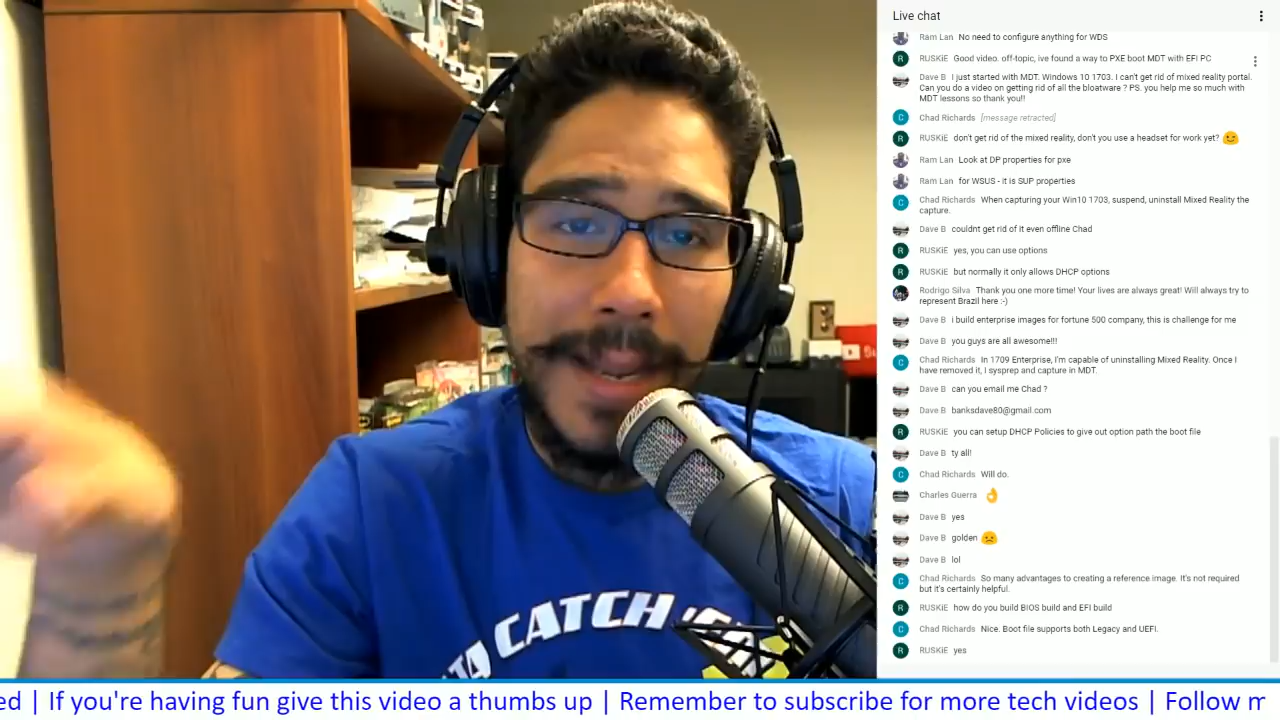 Live chat
Ram Lan No need to configure anything for WDS
R RUSKiE Good video. off-topic, ive found a way to PXE boot MDT with EFI PC
Dave B I just started with MDT. Windows 10 1703. I can't get rid of mixed reality portal.
Can you do a video on getting rid of all the bloatware ? PS. you help me so much with
MDT lessons so thank you!!
C Chad Richards [message retracted]
R RUSKiE don't get rid of the mixed reality, don't you use a headset for work yet? 😉
Ram Lan Look at DP properties for pxe
Ram Lan for WSUS - it is SUP properties
C Chad Richards When capturing your Win10 1703, suspend, uninstall Mixed Reality the
capture.
Dave B couldnt get rid of it even offline Chad
R RUSKiE yes, you can use options
R RUSKiE but normally it only allows DHCP options
Rodrigo Silva Thank you one more time! Your lives are always great! Will always try to
represent Brazil here :-)
Dave B i build enterprise images for fortune 500 company, this is challenge for me
Dave B you guys are all awesome!!!
C Chad Richards In 1709 Enterprise, I'm capable of uninstalling Mixed Reality. Once I
have removed it, I sysprep and capture in MDT.
Dave B can you email me Chad ?
Dave B banksdave80@gmail.com
R RUSKiE you can setup DHCP Policies to give out option path the boot file
Dave B ty all!
C Chad Richards Will do.
Charles Guerra 👌
Dave B yes
Dave B golden ☹️
Dave B lol
C Chad Richards So many advantages to creating a reference image. It's not required
but it's certainly helpful.
R RUSKiE how do you build BIOS build and EFI build
C Chad Richards Nice. Boot file supports both Legacy and UEFI.
R RUSKiE yes
CATCH
ed | If you're having fun give this video a thumbs up | Remember to subscribe for more tech videos | Follow m